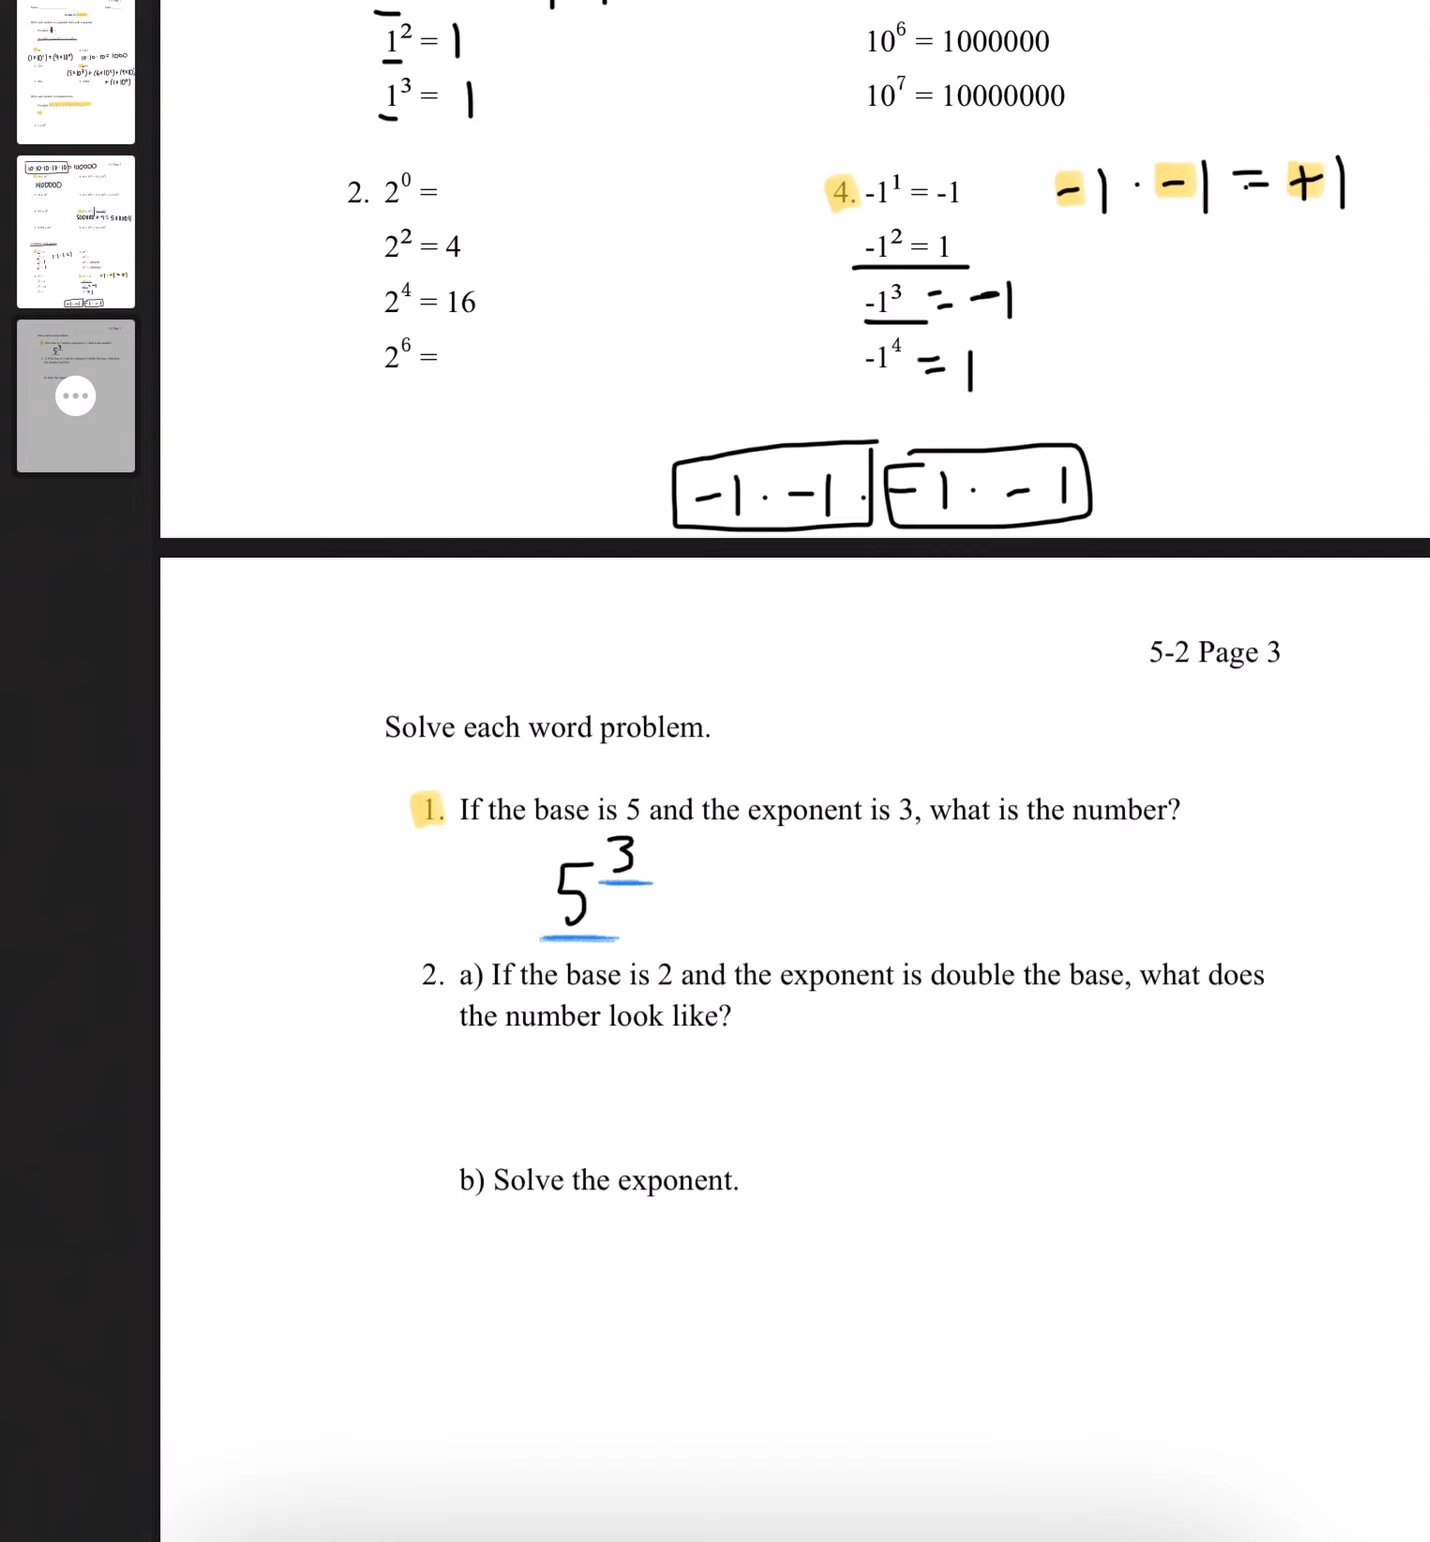 1² = 1
1³ = 1
10⁶ = 1000000
10⁷ = 10000000
2. 2⁰ =
2² = 4
2⁴ = 16
2⁶ =
4. -1¹ = -1
-1 · -1 = +1
-1² = 1
-1³ = -1
-1⁴ = 1
-1 · -1 · -1 · -1
5-2 Page 3
Solve each word problem.
1. If the base is 5 and the exponent is 3, what is the number?
5³
2. a) If the base is 2 and the exponent is double the base, what does
the number look like?
b) Solve the exponent.